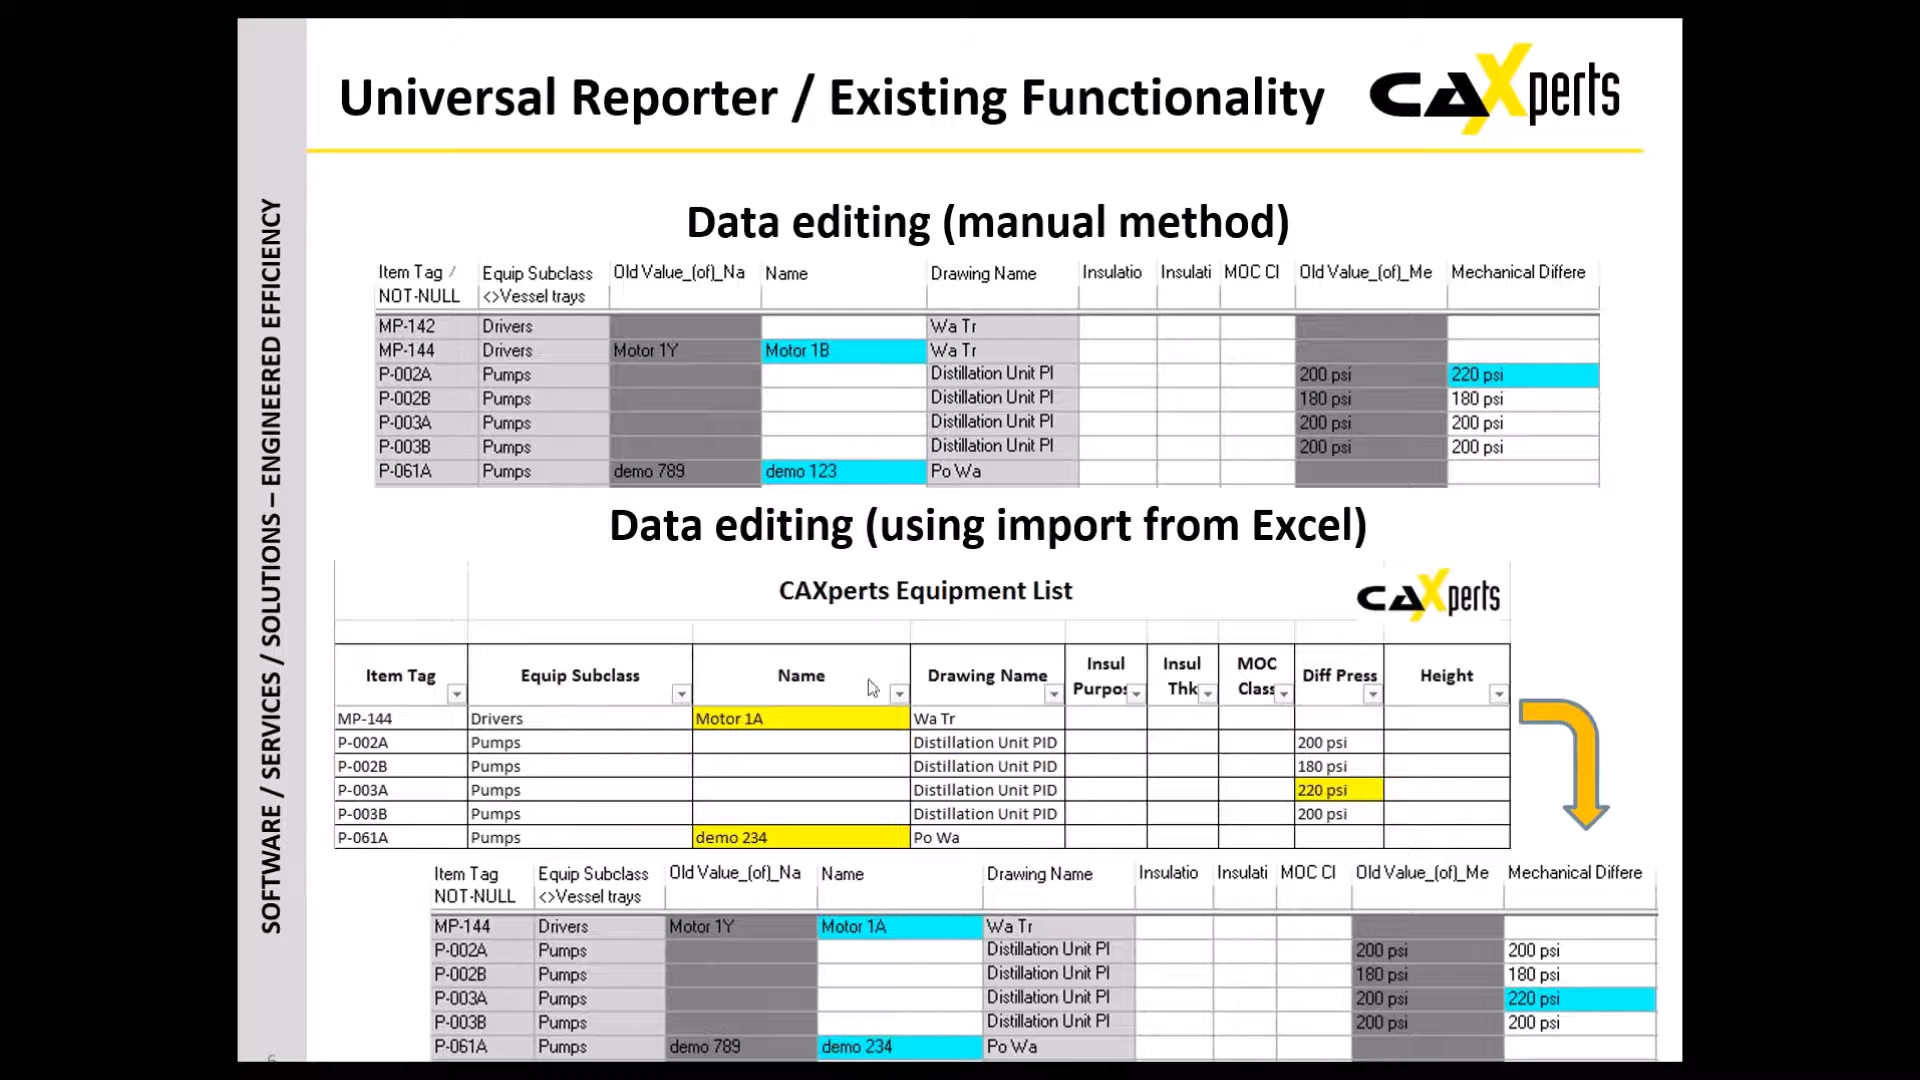 Universal Reporter / Existing Functionality
CAXperts
SOFTWARE / SERVICES / SOLUTIONS – ENGINEERED EFFICIENCY
Data editing (manual method)
Item Tag / Equip Subclass Old Value_(of)_Na Name Drawing Name Insulatio Insulati MOC Cl Old Value_(of)_Me Mechanical Differe
NOT-NULL <>Vessel trays
MP-142 Drivers Wa Tr
MP-144 Drivers Motor 1Y Motor 1B Wa Tr
P-002A Pumps Distillation Unit PI 200 psi 220 psi
P-002B Pumps Distillation Unit PI 180 psi 180 psi
P-003A Pumps Distillation Unit PI 200 psi 200 psi
P-003B Pumps Distillation Unit PI 200 psi 200 psi
P-061A Pumps demo 789 demo 123 Po Wa
Data editing (using import from Excel)
CAXperts Equipment List
CAXperts
Item Tag Equip Subclass Name Drawing Name Insul Purpos Insul Thk MOC Class Diff Press Height
MP-144 Drivers Motor 1A Wa Tr
P-002A Pumps Distillation Unit PID 200 psi
P-002B Pumps Distillation Unit PID 180 psi
P-003A Pumps Distillation Unit PID 220 psi
P-003B Pumps Distillation Unit PID 200 psi
P-061A Pumps demo 234 Po Wa
Item Tag Equip Subclass Old Value_(of)_Na Name Drawing Name Insulatio Insulati MOC Cl Old Value_(of)_Me Mechanical Differe
NOT-NULL <>Vessel trays
MP-144 Drivers Motor 1Y Motor 1A Wa Tr
P-002A Pumps Distillation Unit PI 200 psi 200 psi
P-002B Pumps Distillation Unit PI 180 psi 180 psi
P-003A Pumps Distillation Unit PI 200 psi 220 psi
P-003B Pumps Distillation Unit PI 200 psi 200 psi
P-061A Pumps demo 789 demo 234 Po Wa